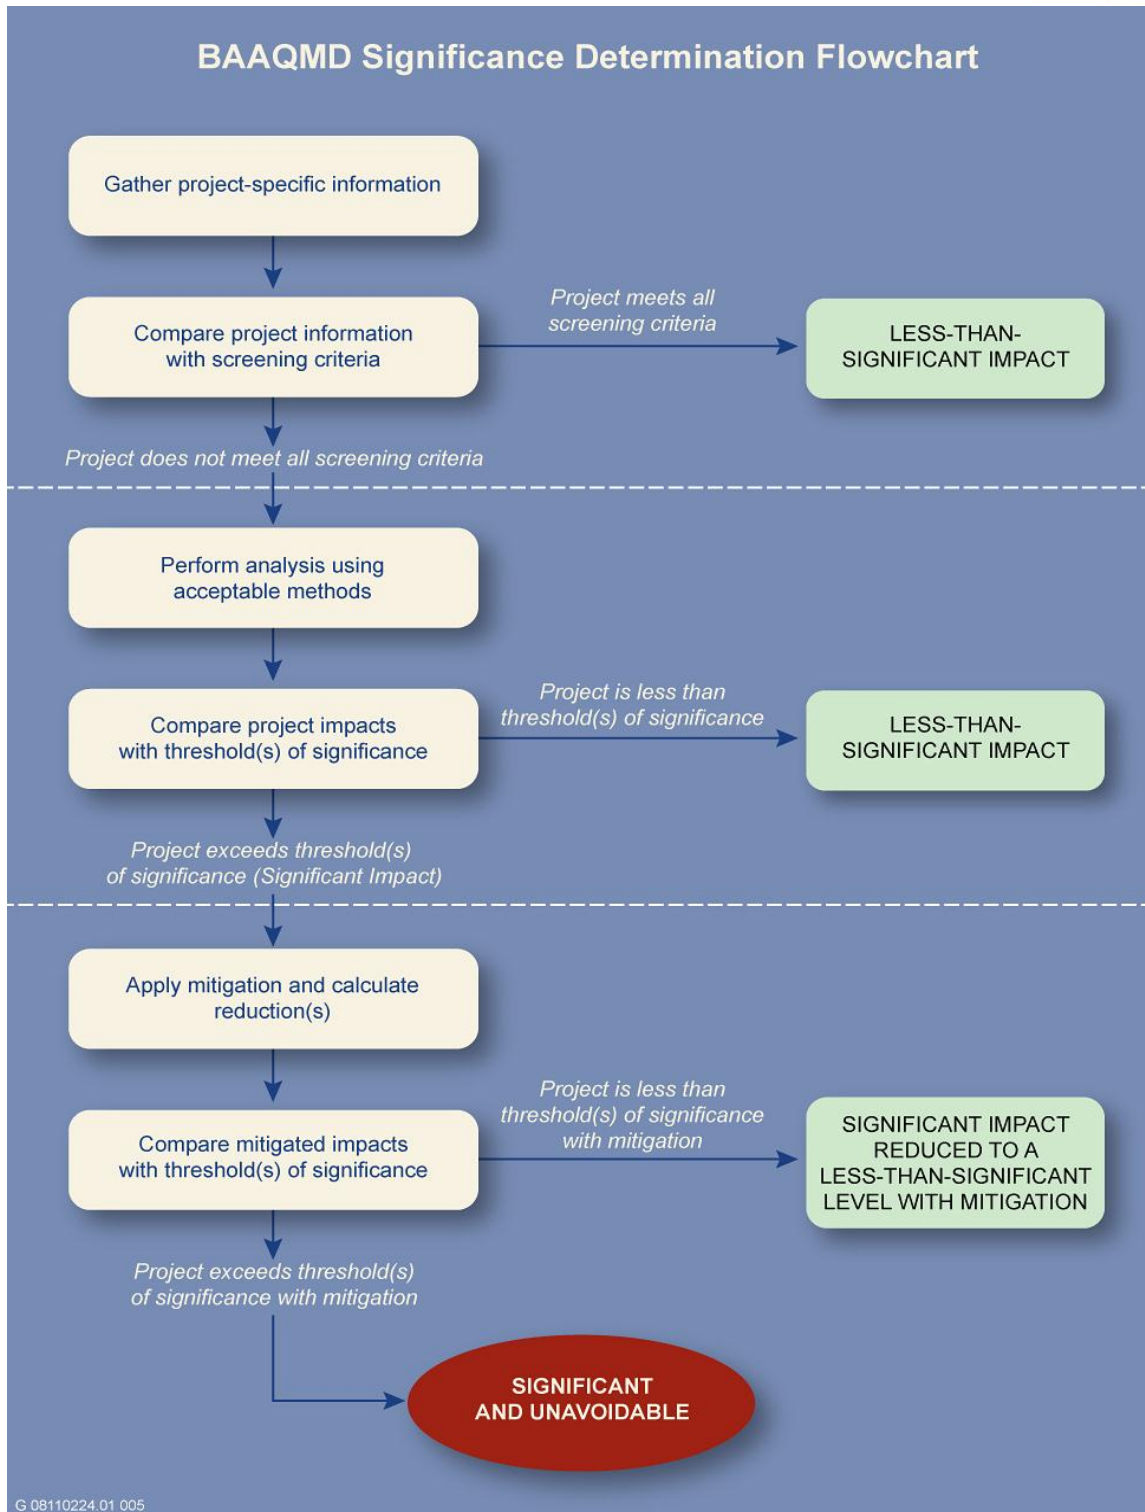 BAAQMD Significance Determination Flowchart
Gather project-specific information
Compare project information
with screening criteria
Project meets all
screening criteria
LESS-THAN-
SIGNIFICANT IMPACT
Project does not meet all screening criteria
Perform analysis using
acceptable methods
Compare project impacts
with threshold(s) of significance
Project is less than
threshold(s) of significance
LESS-THAN-
SIGNIFICANT IMPACT
Project exceeds threshold(s)
of significance (Significant Impact)
Apply mitigation and calculate
reduction(s)
Compare mitigated impacts
with threshold(s) of significance
Project is less than
threshold(s) of significance
with mitigation
SIGNIFICANT IMPACT
REDUCED TO A
LESS-THAN-SIGNIFICANT
LEVEL WITH MITIGATION
Project exceeds threshold(s)
of significance with mitigation
SIGNIFICANT
AND UNAVOIDABLE
G 08110224.01 005